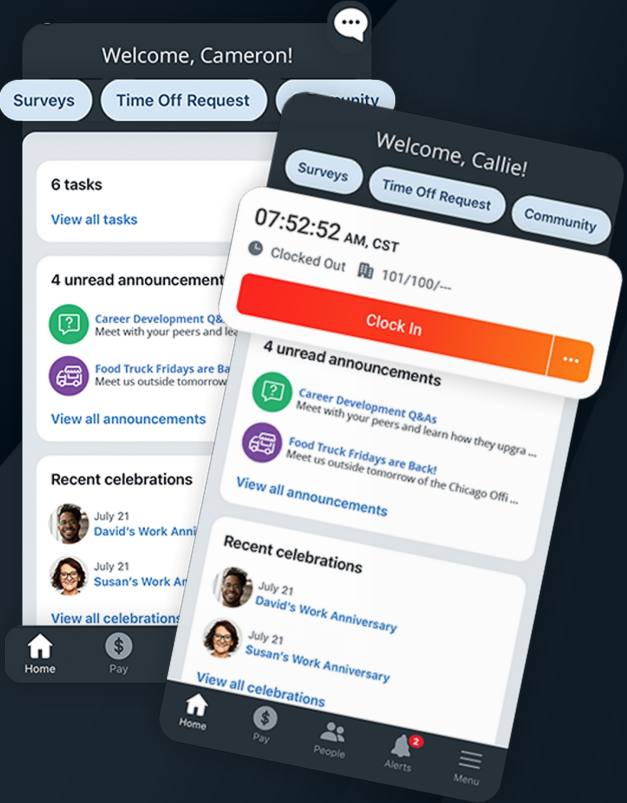 Welcome, Cameron!
Surveys
Time Off Request
6 tasks
View all tasks
4 unread announcement
Career Development Q&
Meet with your peers and
Food Truck Fridays are
Meet us outside tomorrow
View all announcements
Recent celebrations
July 21
David's Work
July 21
Susan's Work
View all celebrations
Home
Pay
Welcome, Callie!
Surveys
Time Off Request
Community
07:52:52 AM, CST
Clocked Out
101/100/---
Clock In
...
4 unread announcements
Career Development Q&As
Meet with your peers and learn how they upgra ...
Food Truck Fridays are Back!
Meet us outside tomorrow of the Chicago Offi ...
View all announcements
Recent celebrations
July 21
David's Work Anniversary
July 21
Susan's Work Anniversary
View all celebrations
Home
Pay
People
2
Alerts
Menu